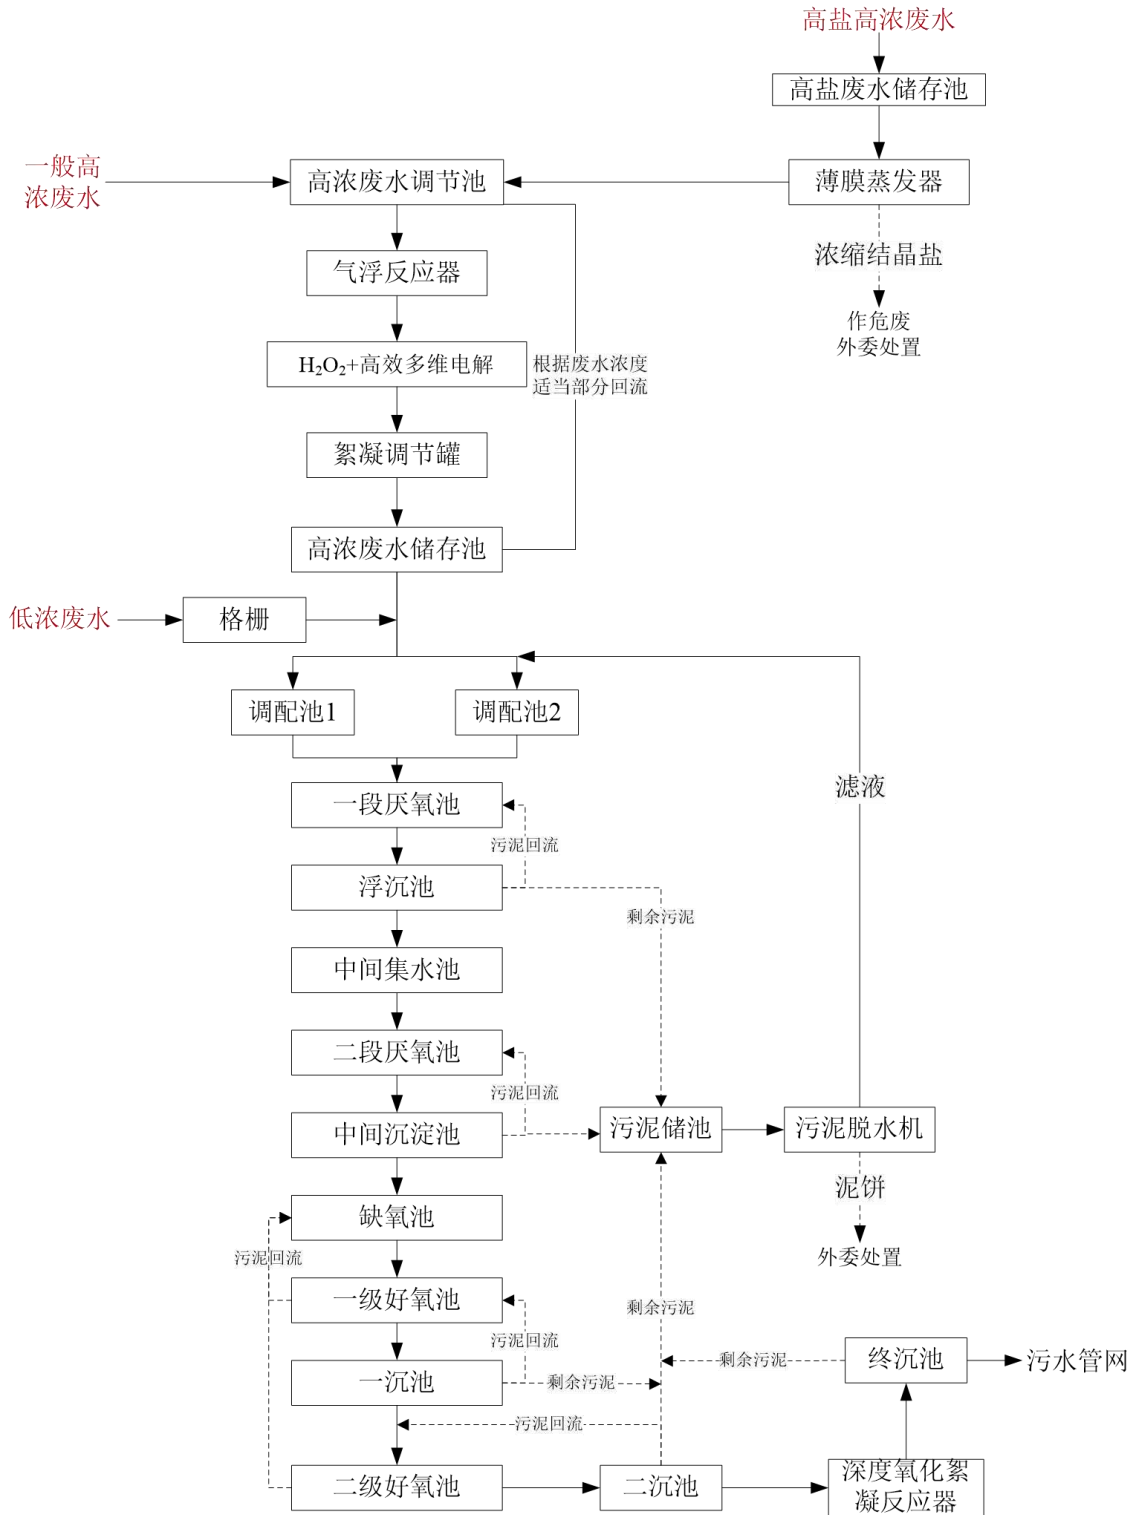 高盐高浓废水
高盐废水储存池
一般高
浓废水
高浓废水调节池
薄膜蒸发器
浓缩结晶盐
作危废
外委处置
气浮反应器
H₂O₂+高效多维电解
根据废水浓度
适当部分回流
絮凝调节罐
高浓废水储存池
低浓废水
格栅
调配池1
调配池2
滤液
一段厌氧池
污泥回流
浮沉池
剩余污泥
中间集水池
二段厌氧池
污泥回流
中间沉淀池
污泥储池
污泥脱水机
泥饼
外委处置
缺氧池
污泥回流
一级好氧池
剩余污泥
污泥回流
一沉池
剩余污泥
剩余污泥
终沉池
污水管网
污泥回流
二级好氧池
二沉池
深度氧化絮
凝反应器